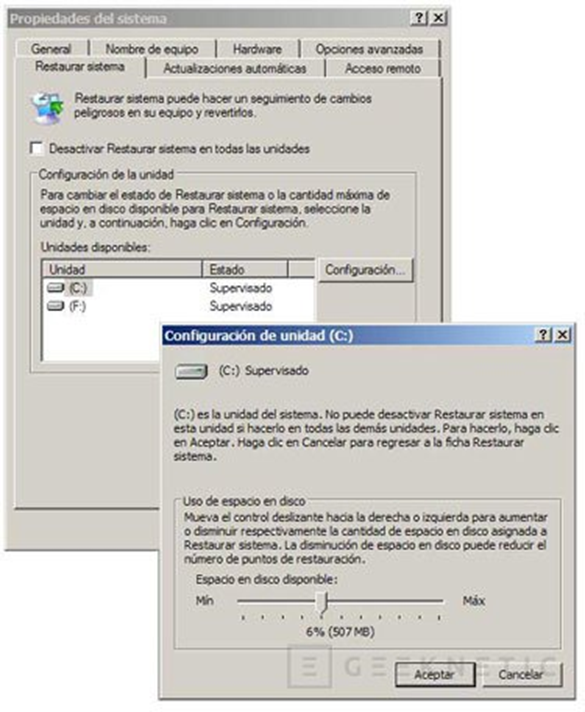 Propiedades del sistema
General
Nombre de equipo
Hardware
Opciones avanzadas
Restaurar sistema
Actualizaciones automáticas
Acceso remoto
Restaurar sistema puede hacer un seguimiento de cambios
peligrosos en su equipo y revertirlos.
Desactivar Restaurar sistema en todas las unidades
Configuración de la unidad
Para cambiar el estado de Restaurar sistema o la cantidad máxima de
espacio en disco disponible para Restaurar sistema, seleccione la
unidad y, a continuación, haga clic en Configuración.
Unidades disponibles:
Unidad
Estado
Configuración...
(C:)
Supervisado
(F:)
Supervisado
Configuración de unidad (C:)
(C:) Supervisado
(C:) es la unidad del sistema. No puede desactivar Restaurar sistema en
esta unidad si hacerlo en todas las demás unidades. Para hacerlo, haga clic
en Aceptar. Haga clic en Cancelar para regresar a la ficha Restaurar
sistema.
Uso de espacio en disco
Mueva el control deslizante hacia la derecha o izquierda para aumentar
o disminuir respectivamente la cantidad de espacio en disco asignada a
Restaurar sistema. La disminución de espacio en disco puede reducir el
número de puntos de restauración.
Espacio en disco disponible:
Mín
Máx
6% (507 MB)
GEEKNETIC
Aceptar
Cancelar